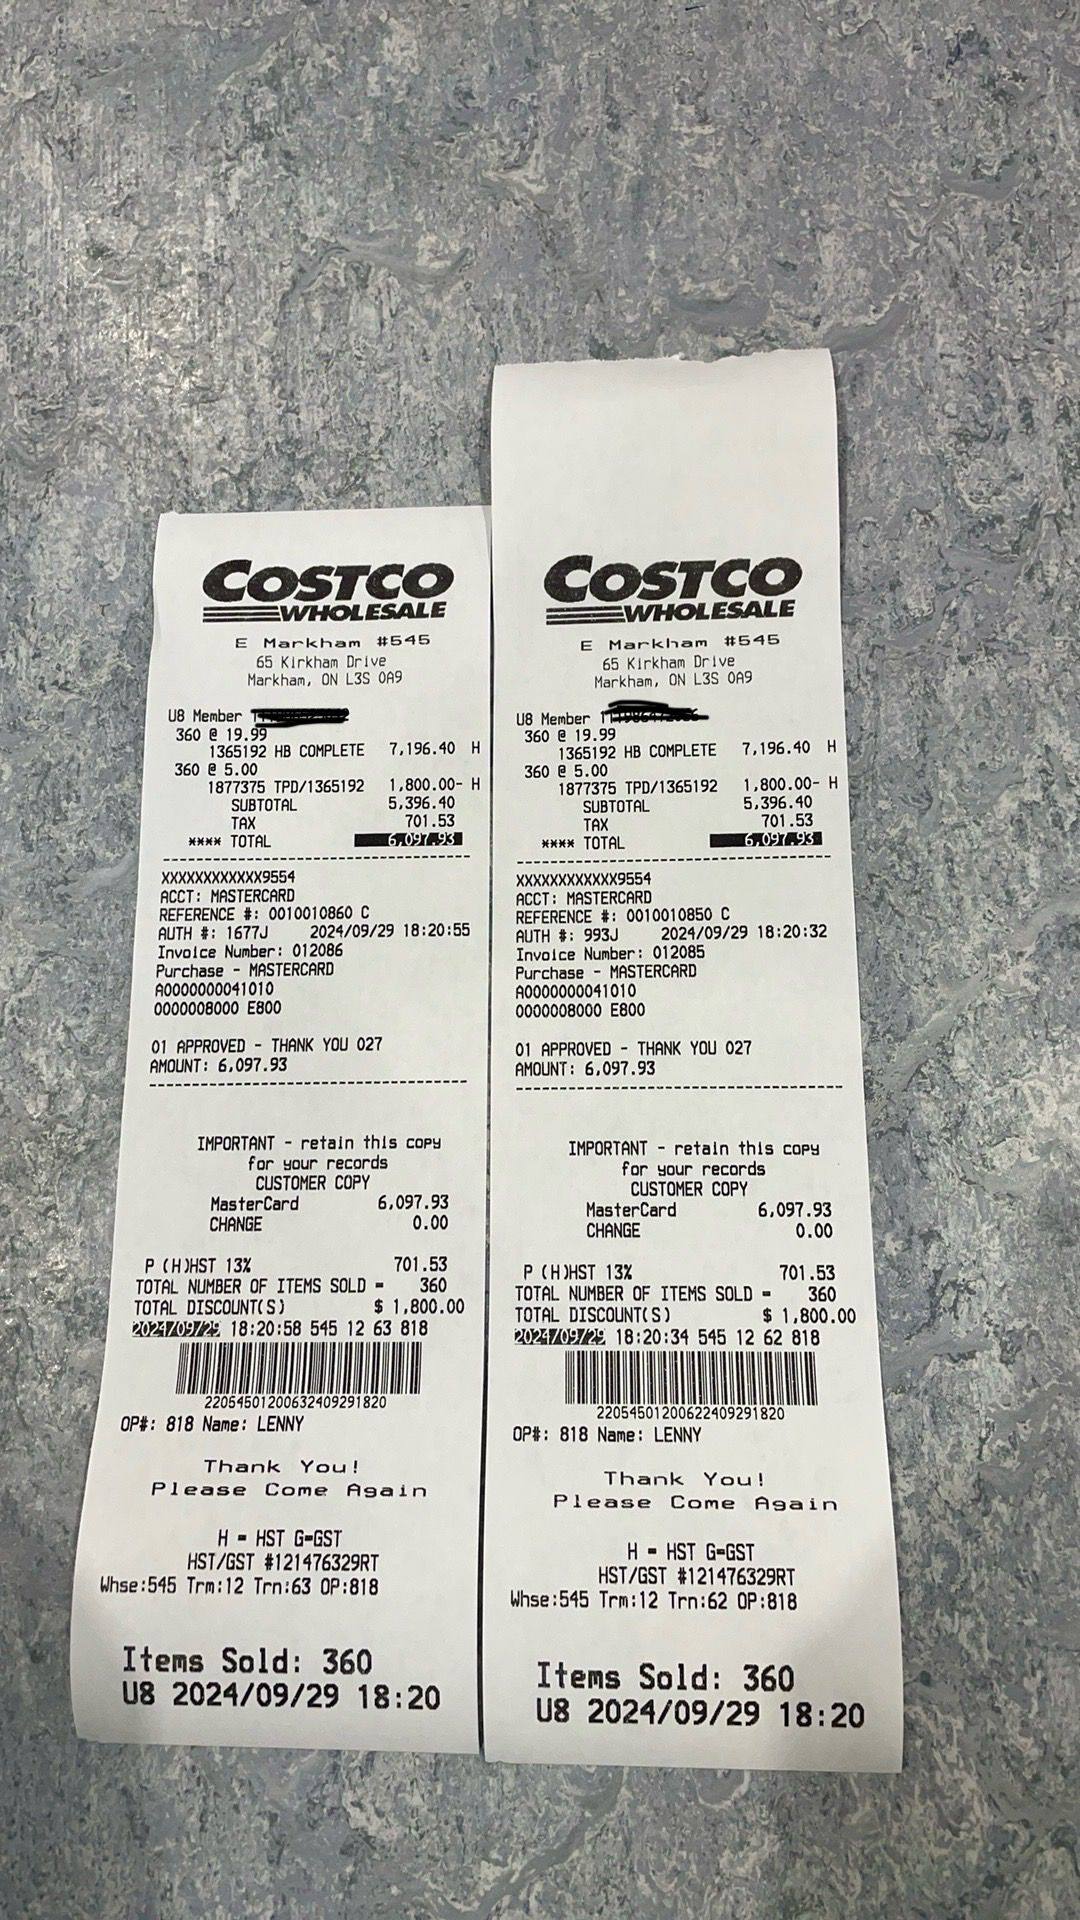 COSTCO
WHOLESALE
E Markham #545
65 Kirkham Drive
Markham, ON L3S 0A9
U8 Member
360 @ 19.99
1365192 HB COMPLETE 7,196.40 H
360 @ 5.00
1877375 TPD/1365192 1,800.00- H
SUBTOTAL 5,396.40
TAX 701.53
**** TOTAL 6,097.93
XXXXXXXXXXXX9554
ACCT: MASTERCARD
REFERENCE #: 0010010860 C
AUTH #: 1677J 2024/09/29 18:20:55
Invoice Number: 012086
Purchase - MASTERCARD
A0000000041010
0000008000 E800
01 APPROVED - THANK YOU 027
AMOUNT: 6,097.93
IMPORTANT - retain this copy
for your records
CUSTOMER COPY
MasterCard 6,097.93
CHANGE 0.00
P (H)HST 13% 701.53
TOTAL NUMBER OF ITEMS SOLD = 360
TOTAL DISCOUNT(S) $ 1,800.00
2024/09/29 18:20:58 545 12 63 818
22054501200632409291820
OP#: 818 Name: LENNY
Thank You!
Please Come Again
H = HST G=GST
HST/GST #121476329RT
Whse:545 Trm:12 Trn:63 OP:818
Items Sold: 360
U8 2024/09/29 18:20
COSTCO
WHOLESALE
E Markham #545
65 Kirkham Drive
Markham, ON L3S 0A9
U8 Member
360 @ 19.99
1365192 HB COMPLETE 7,196.40 H
360 @ 5.00
1877375 TPD/1365192 1,800.00- H
SUBTOTAL 5,396.40
TAX 701.53
**** TOTAL 6,097.93
XXXXXXXXXXXX9554
ACCT: MASTERCARD
REFERENCE #: 0010010850 C
AUTH #: 993J 2024/09/29 18:20:32
Invoice Number: 012085
Purchase - MASTERCARD
A0000000041010
0000008000 E800
01 APPROVED - THANK YOU 027
AMOUNT: 6,097.93
IMPORTANT - retain this copy
for your records
CUSTOMER COPY
MasterCard 6,097.93
CHANGE 0.00
P (H)HST 13% 701.53
TOTAL NUMBER OF ITEMS SOLD = 360
TOTAL DISCOUNT(S) $ 1,800.00
2024/09/29 18:20:34 545 12 62 818
22054501200622409291820
OP#: 818 Name: LENNY
Thank You!
Please Come Again
H = HST G=GST
HST/GST #121476329RT
Whse:545 Trm:12 Trn:62 OP:818
Items Sold: 360
U8 2024/09/29 18:20